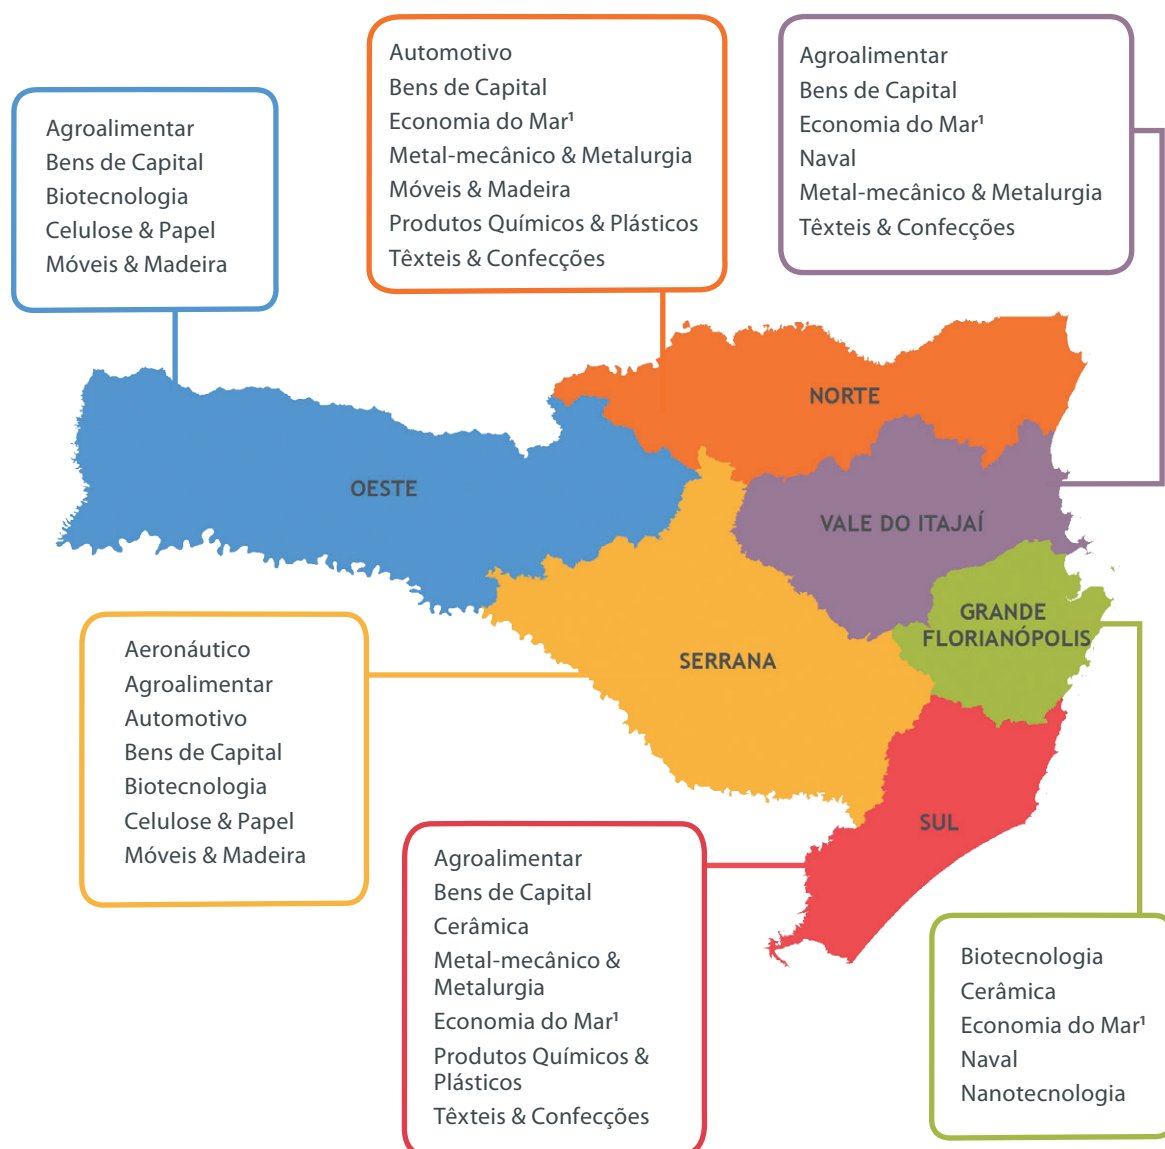 Agroalimentar
Bens de Capital
Biotecnologia
Celulose & Papel
Móveis & Madeira
Automotivo
Bens de Capital
Economia do Mar¹
Metal-mecânico & Metalurgia
Móveis & Madeira
Produtos Químicos & Plásticos
Têxteis & Confecções
Agroalimentar
Bens de Capital
Economia do Mar¹
Naval
Metal-mecânico & Metalurgia
Têxteis & Confecções
NORTE
OESTE
VALE DO ITAJAÍ
GRANDE
FLORIANÓPOLIS
SERRANA
SUL
Aeronáutico
Agroalimentar
Automotivo
Bens de Capital
Biotecnologia
Celulose & Papel
Móveis & Madeira
Agroalimentar
Bens de Capital
Cerâmica
Metal-mecânico &
Metalurgia
Economia do Mar¹
Produtos Químicos &
Plásticos
Têxteis & Confecções
Biotecnologia
Cerâmica
Economia do Mar¹
Naval
Nanotecnologia